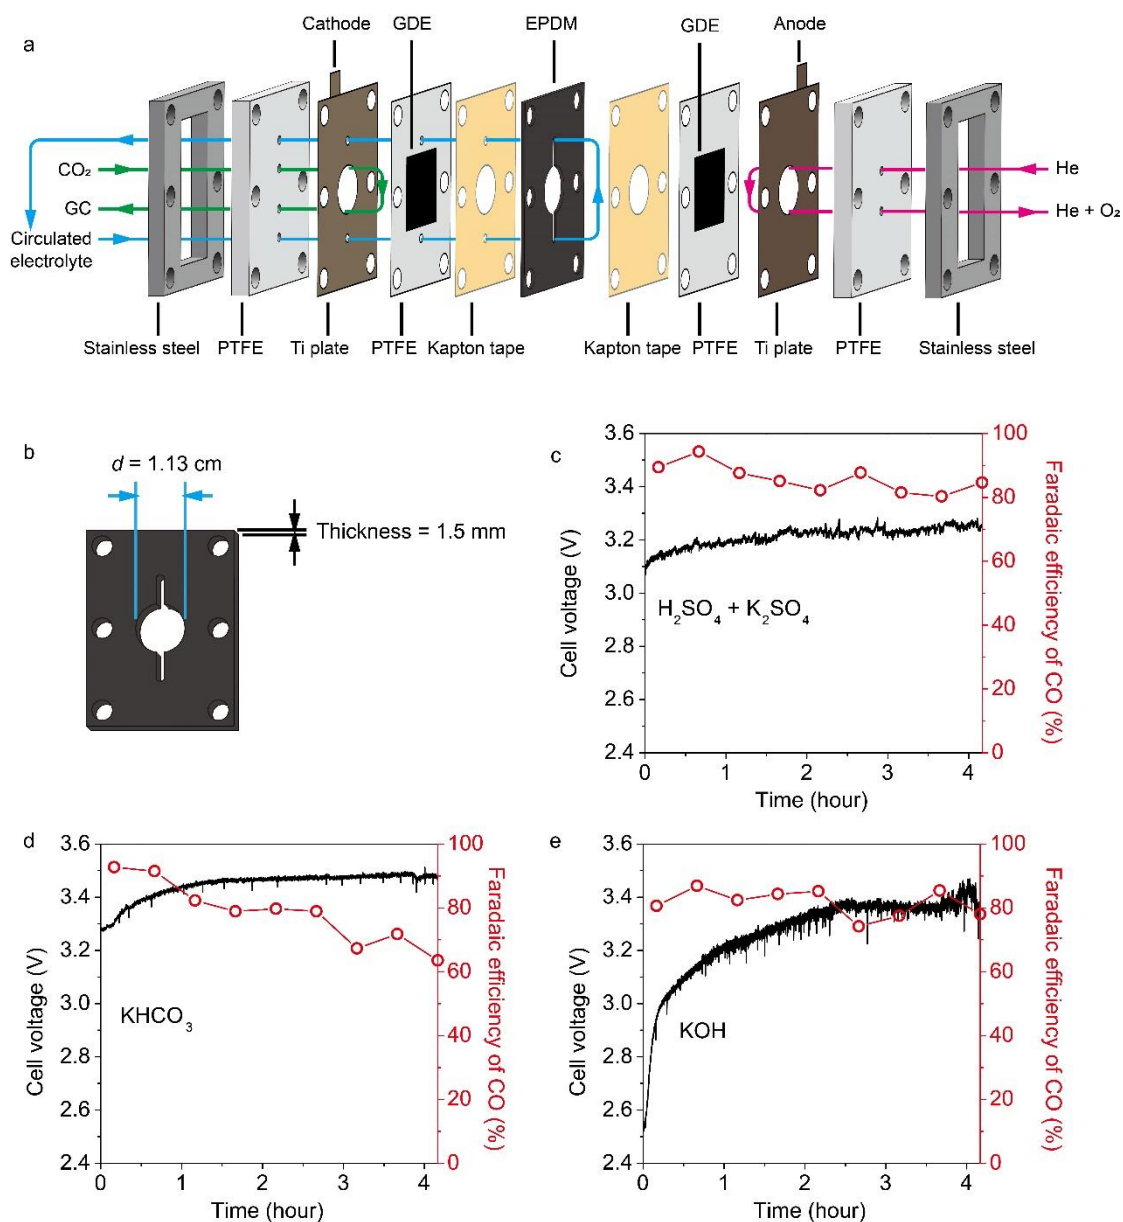 a
Cathode GDE EPDM GDE Anode
CO₂
GC
Circulated
electrolyte
He
He + O₂
Stainless steel PTFE Ti plate PTFE Kapton tape Kapton tape PTFE Ti plate PTFE Stainless steel
b
d = 1.13 cm
Thickness = 1.5 mm
c
Cell voltage (V)
3.6
3.4
3.2
3.0
2.8
2.6
2.4
H₂SO₄ + K₂SO₄
100
80
60
40
20
0
Faradaic efficiency of CO (%)
0 1 2 3 4
Time (hour)
d
Cell voltage (V)
3.6
3.4
3.2
3.0
2.8
2.6
2.4
KHCO₃
100
80
60
40
20
0
Faradaic efficiency of CO (%)
0 1 2 3 4
Time (hour)
e
Cell voltage (V)
3.6
3.4
3.2
3.0
2.8
2.6
2.4
KOH
100
80
60
40
20
0
Faradaic efficiency of CO (%)
0 1 2 3 4
Time (hour)